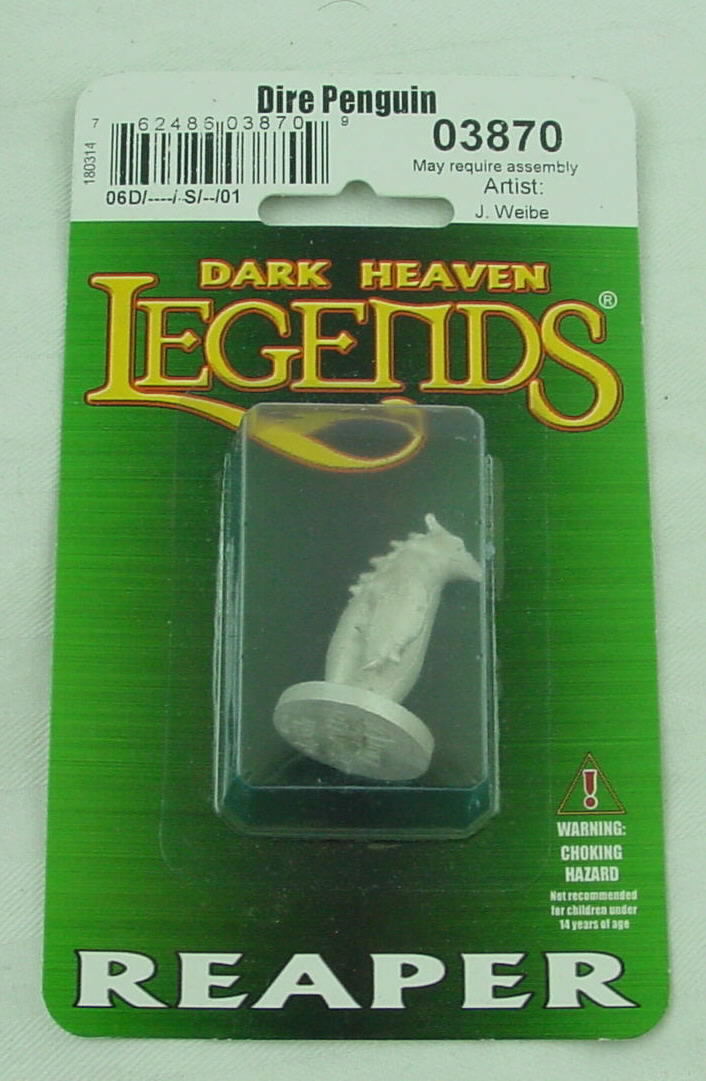 Dire Penguin
7 62486 03870 9
180314
06D/----/ S/--/01
03870
May require assembly
Artist:
J. Weibe
DARK HEAVEN
LEGENDS®
WARNING:
CHOKING
HAZARD
Not recommended
for children under
14 years of age
REAPER